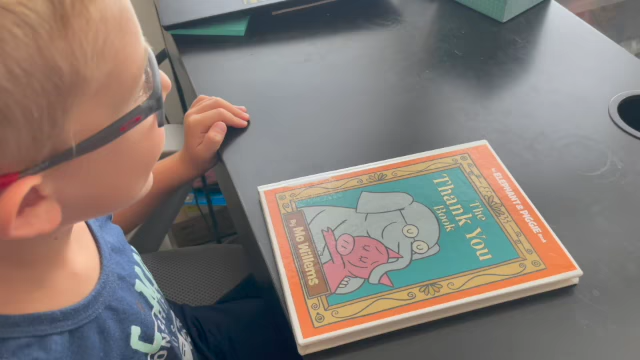 An ELEPHANT & PIGGIE Book
The
Thank You
Book
By Mo Willems